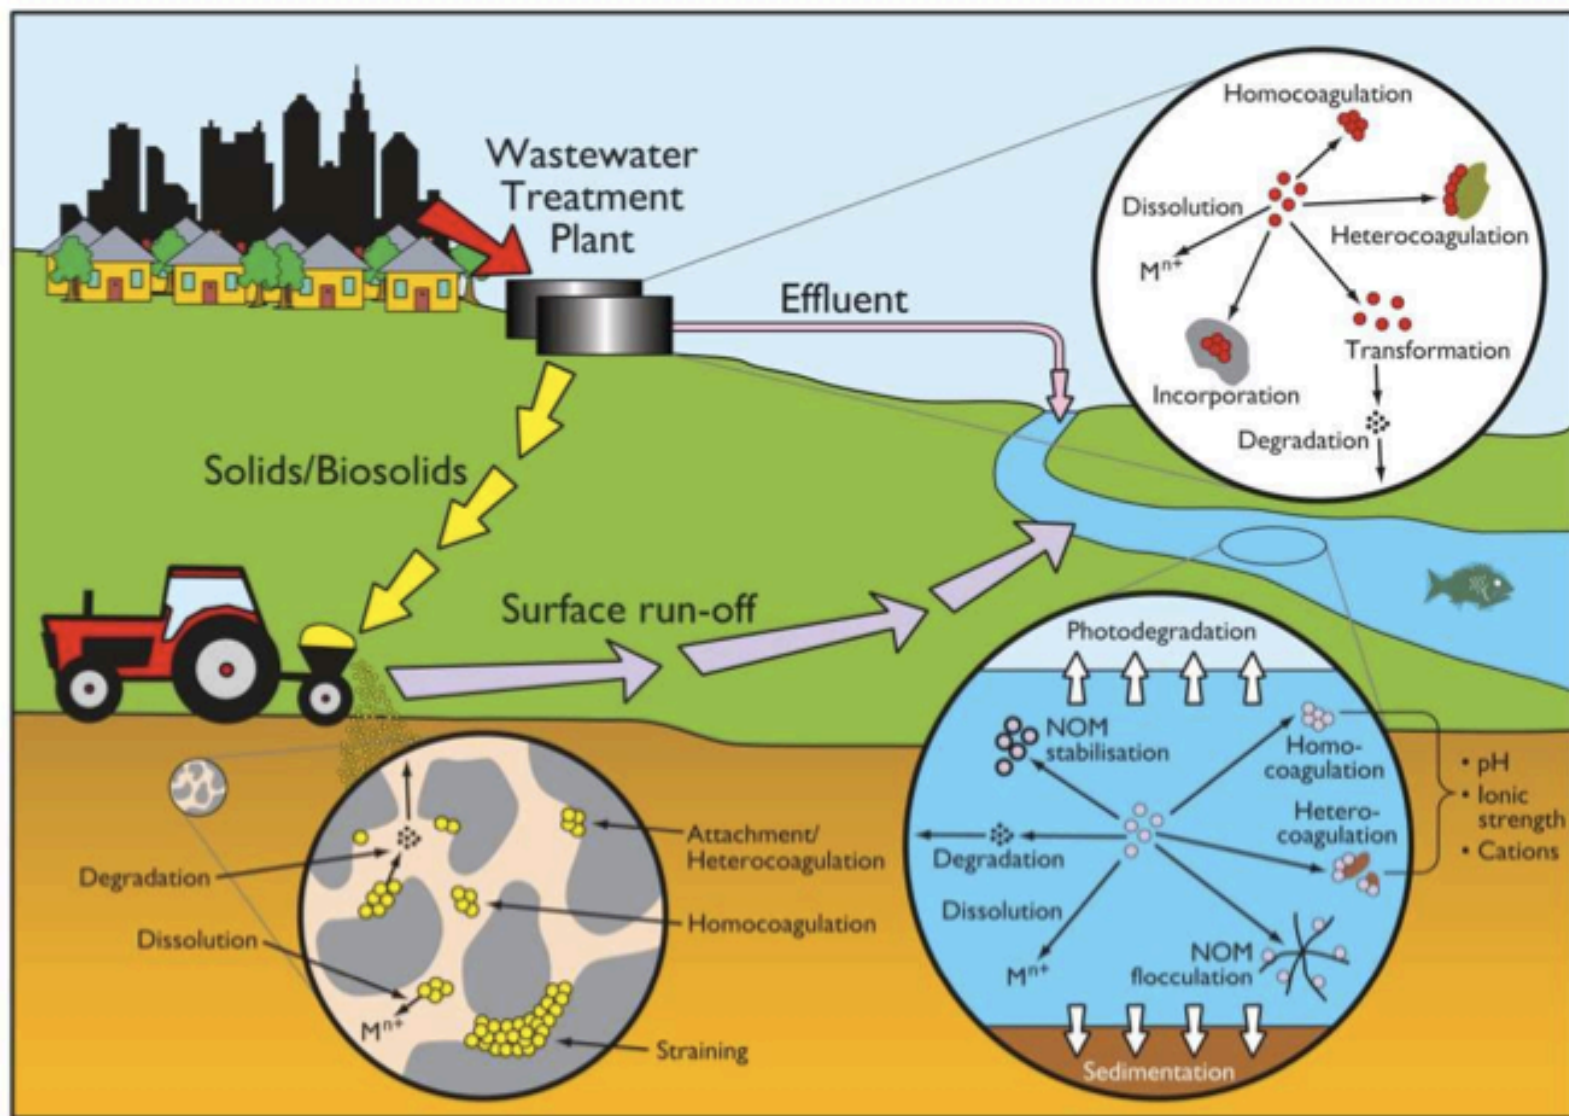 Wastewater
Treatment
Plant
Effluent
Solids/Biosolids
Surface run-off
Homocoagulation
Dissolution
Heterocoagulation
Mⁿ⁺
Transformation
Incorporation
Degradation
Attachment/
Heterocoagulation
Degradation
Homocoagulation
Dissolution
Mⁿ⁺
Straining
Photodegradation
NOM
stabilisation
Homo-
coagulation
Hetero-
coagulation
Degradation
Dissolution
Mⁿ⁺
NOM
flocculation
Sedimentation
• pH
• Ionic
strength
• Cations